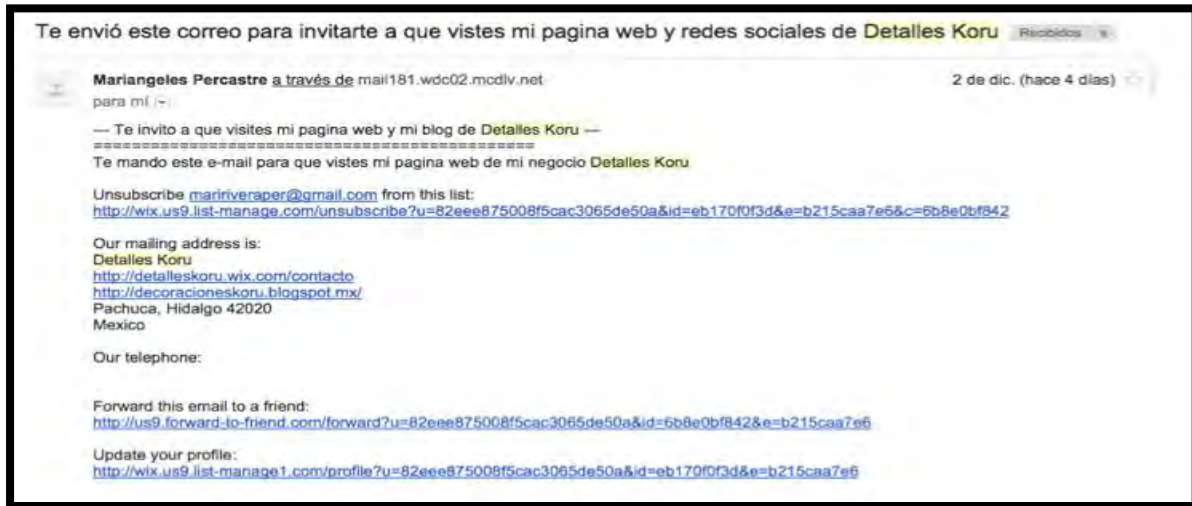 Te envió este correo para invitarte a que vistes mi pagina web y redes sociales de Detalles Koru Recibidos x
Mariangeles Percastre a través de mail181.wdc02.mcdlv.net 2 de dic. (hace 4 días)
para mí
--- Te invito a que visites mi pagina web y mi blog de Detalles Koru ---
==============================================
Te mando este e-mail para que vistes mi pagina web de mi negocio Detalles Koru
Unsubscribe maririveraper@gmail.com from this list:
http://wix.us9.list-manage.com/unsubscribe?u=82eee875008f5cac3065de50a&id=eb170f0f3d&e=b215caa7e6&c=6b8e0bf842
Our mailing address is:
Detalles Koru
http://detalleskoru.wix.com/contacto
http://decoracioneskoru.blogspot.mx/
Pachuca, Hidalgo 42020
Mexico
Our telephone:
Forward this email to a friend:
http://us9.forward-to-friend.com/forward?u=82eee875008f5cac3065de50a&id=6b8e0bf842&e=b215caa7e6
Update your profile:
http://wix.us9.list-manage1.com/profile?u=82eee875008f5cac3065de50a&id=eb170f0f3d&e=b215caa7e6